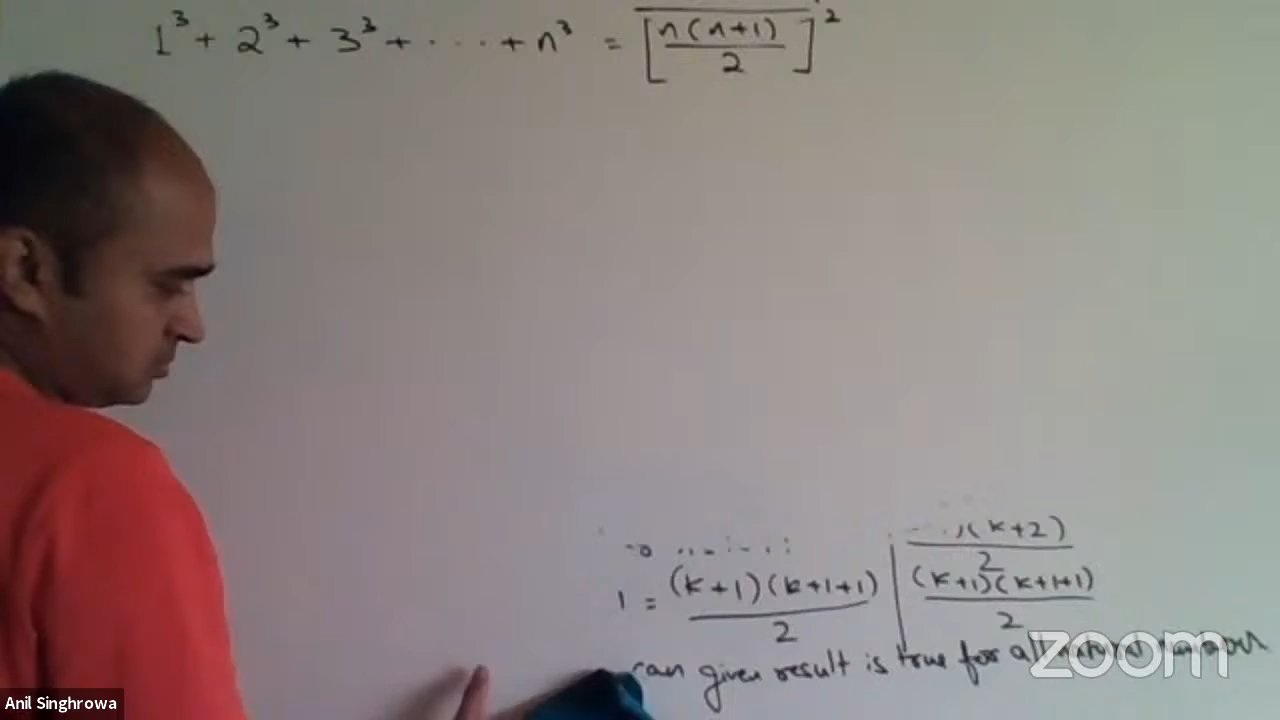 1³ + 2³ + 3³ + · · · · + n³ = [n(n+1)/2]²
(k+2)/2
1 = (k+1)(k+1+1)/2 | (k+1)(k+1+1)/2
given result is true for all natural
zoom
Anil Singhrowa